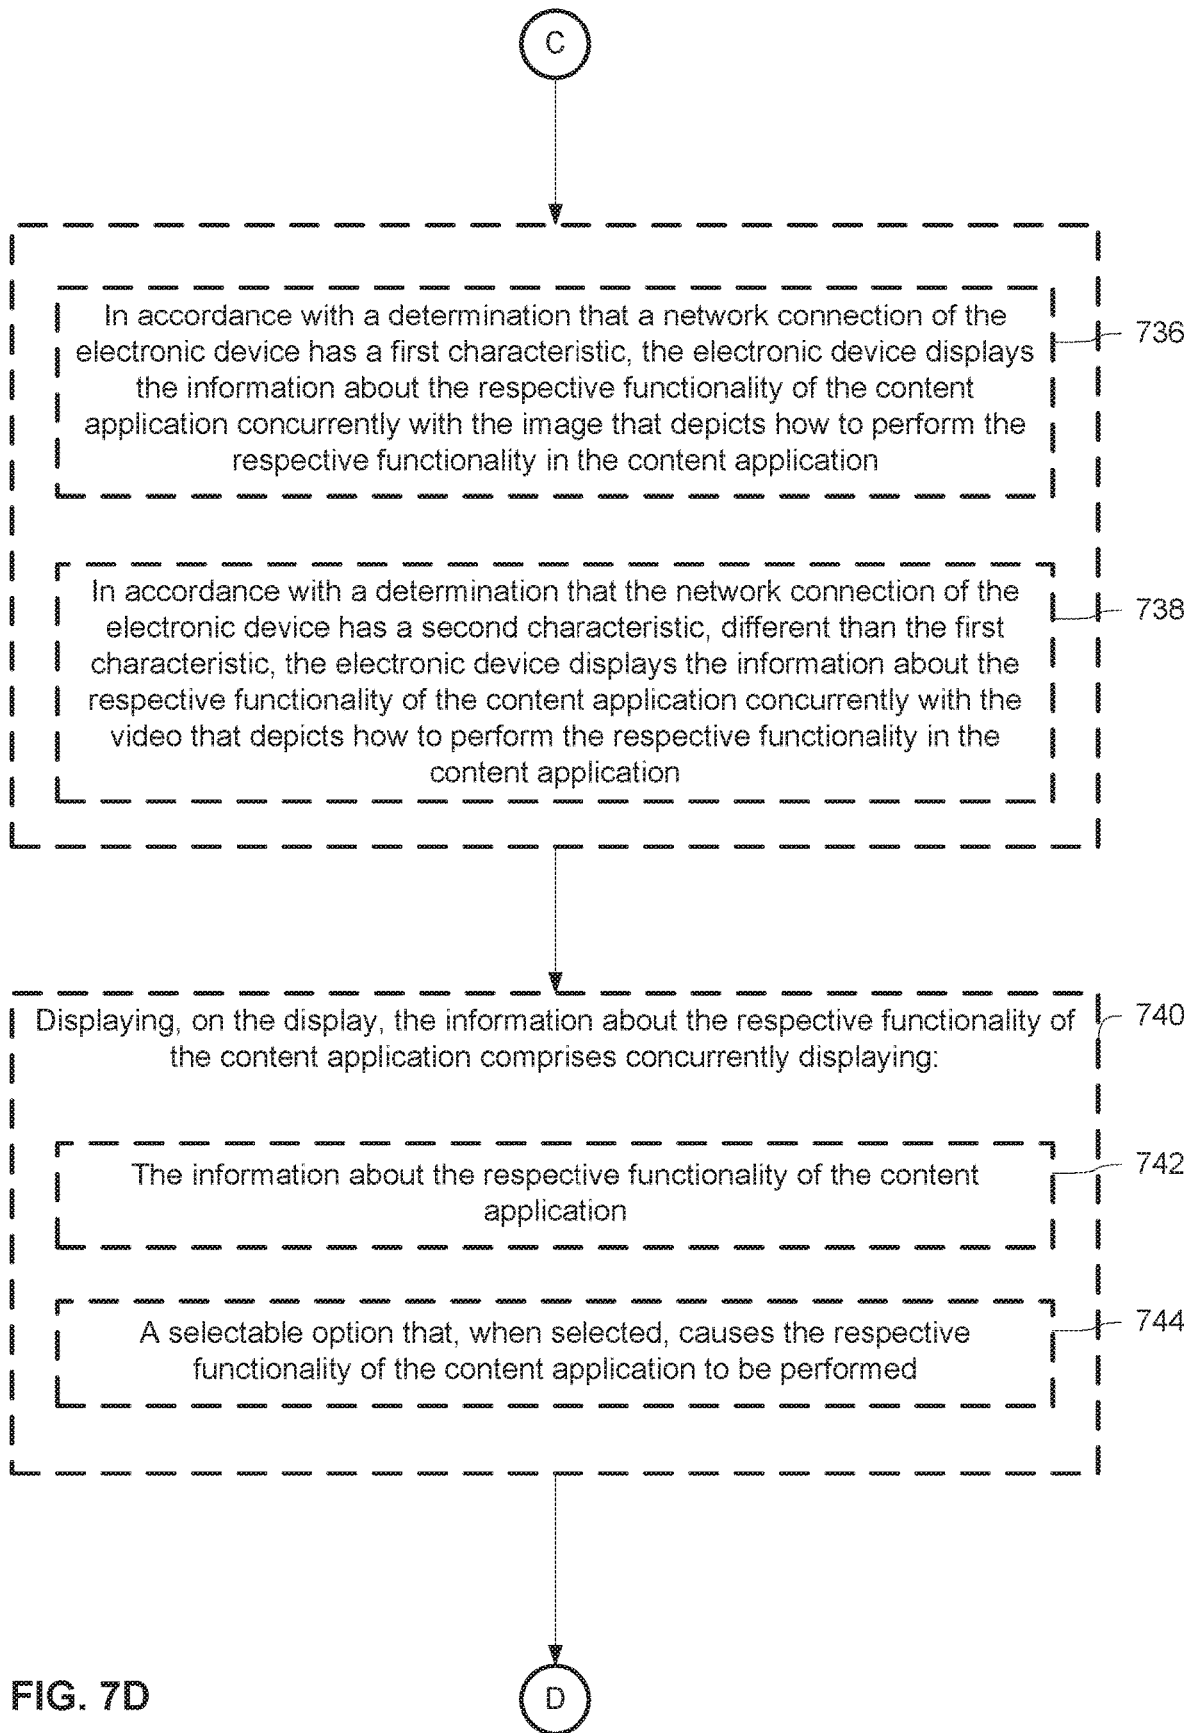 C
In accordance with a determination that a network connection of the
electronic device has a first characteristic, the electronic device displays
the information about the respective functionality of the content
application concurrently with the image that depicts how to perform the
respective functionality in the content application
736
In accordance with a determination that the network connection of the
electronic device has a second characteristic, different than the first
characteristic, the electronic device displays the information about the
respective functionality of the content application concurrently with the
video that depicts how to perform the respective functionality in the
content application
738
Displaying, on the display, the information about the respective functionality of
the content application comprises concurrently displaying:
740
The information about the respective functionality of the content
application
742
A selectable option that, when selected, causes the respective
functionality of the content application to be performed
744
FIG. 7D
D